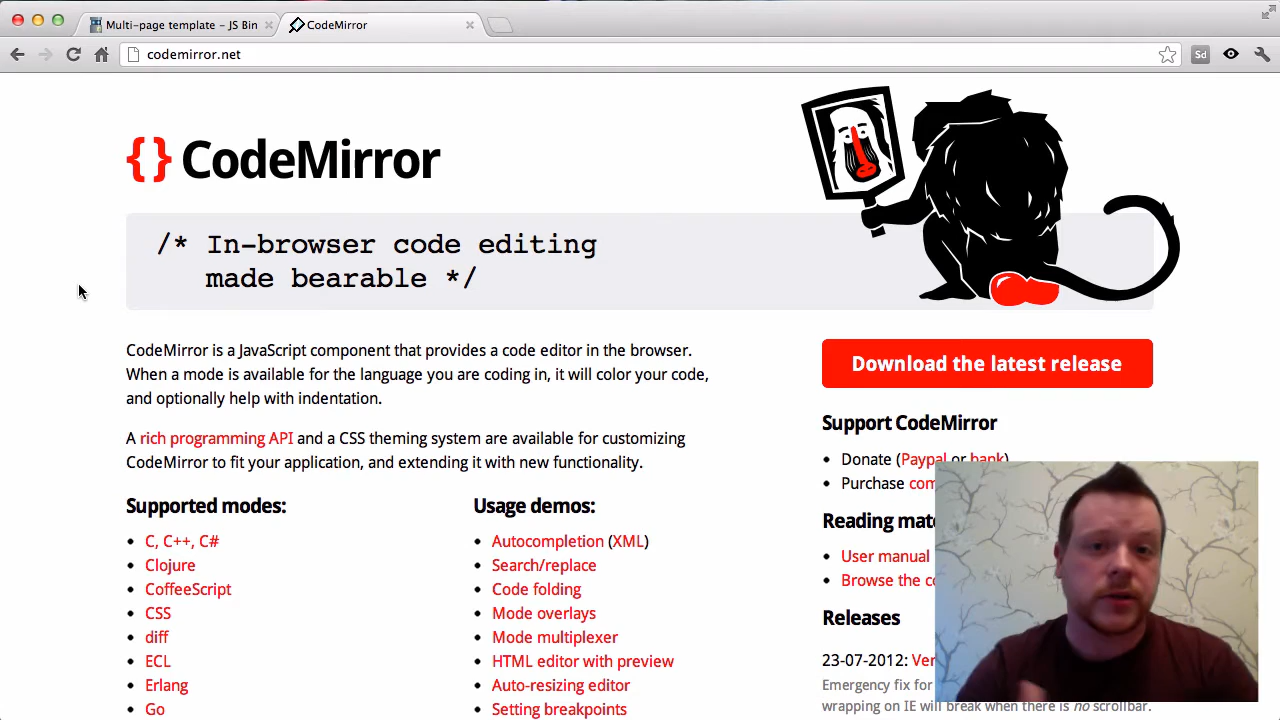 Multi-page template - JS Bin
CodeMirror
codemirror.net
Sd
{ } CodeMirror
/* In-browser code editing
made bearable */
CodeMirror is a JavaScript component that provides a code editor in the browser.
When a mode is available for the language you are coding in, it will color your code,
and optionally help with indentation.
A rich programming API and a CSS theming system are available for customizing
CodeMirror to fit your application, and extending it with new functionality.
Supported modes:
• C, C++, C#
• Clojure
• CoffeeScript
• CSS
• diff
• ECL
• Erlang
• Go
Usage demos:
• Autocompletion (XML)
• Search/replace
• Code folding
• Mode overlays
• Mode multiplexer
• HTML editor with preview
• Auto-resizing editor
• Setting breakpoints
Download the latest release
Support CodeMirror
• Donate (Paypal or bank)
• Purchase com
Reading mat
• User manual
• Browse the co
Releases
23-07-2012: Ver
Emergency fix for
wrapping on IE will break when there is no scrollbar.